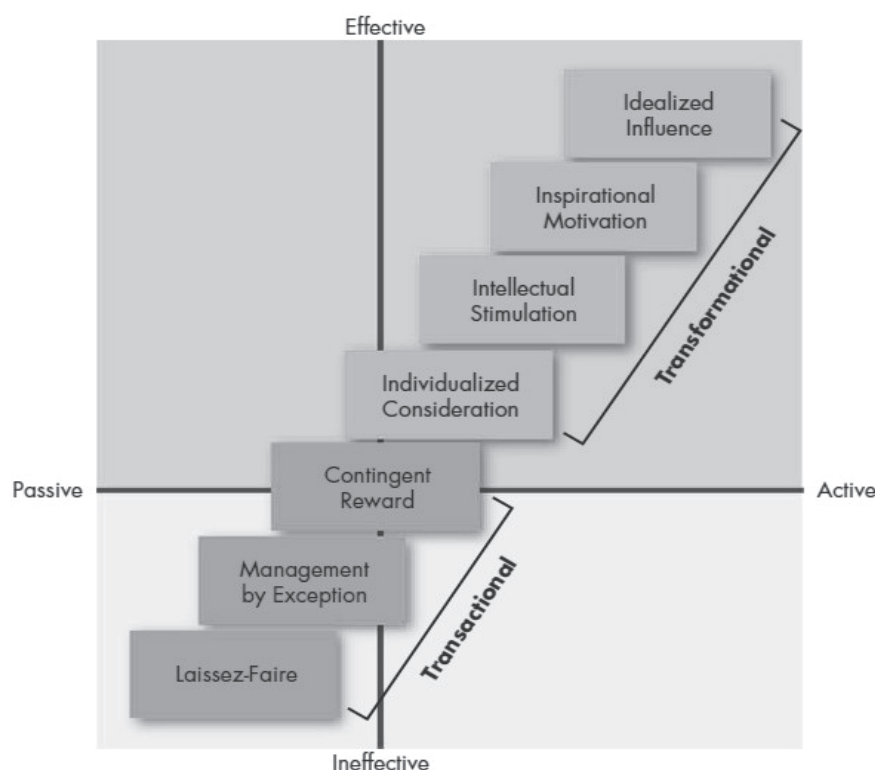 Effective
Idealized
Influence
Inspirational
Motivation
Intellectual
Stimulation
Transformational
Individualized
Consideration
Contingent
Reward
Passive
Active
Management
by Exception
Transactional
Laissez-Faire
Ineffective